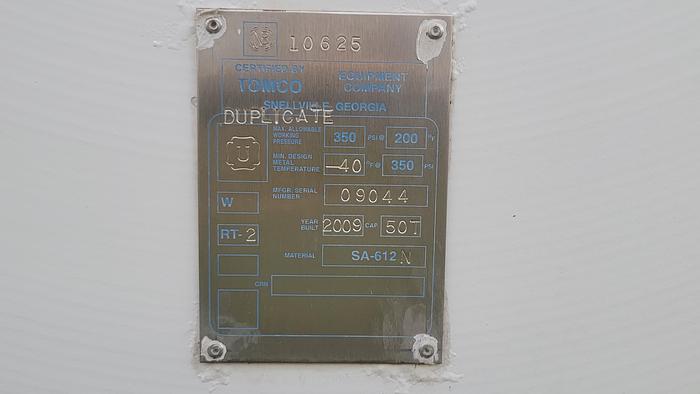 NB 10625
CERTIFIED BY
TOMCO EQUIPMENT COMPANY
SNELLVILLE, GEORGIA
DUPLICATE
U
MAX. ALLOWABLE WORKING PRESSURE 350 PSI @ 200 °F
MIN. DESIGN METAL TEMPERATURE -40 °F @ 350 PSI
W
MFGR. SERIAL NUMBER 09044
RT-2
YEAR BUILT 2009 CAP. 50T
MATERIAL SA-612 N
CRN